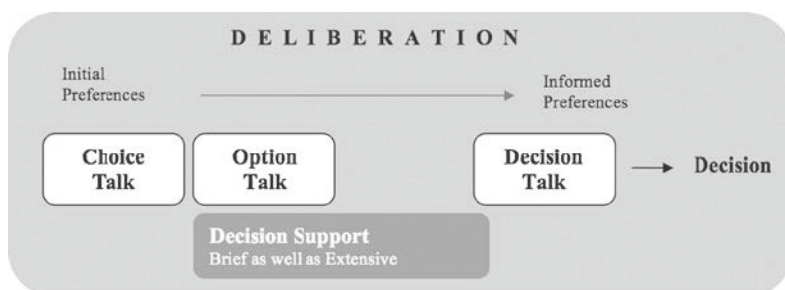 DELIBERATION
Initial
Preferences
Informed
Preferences
Choice
Talk
Option
Talk
Decision
Talk
Decision
Decision Support
Brief as well as Extensive